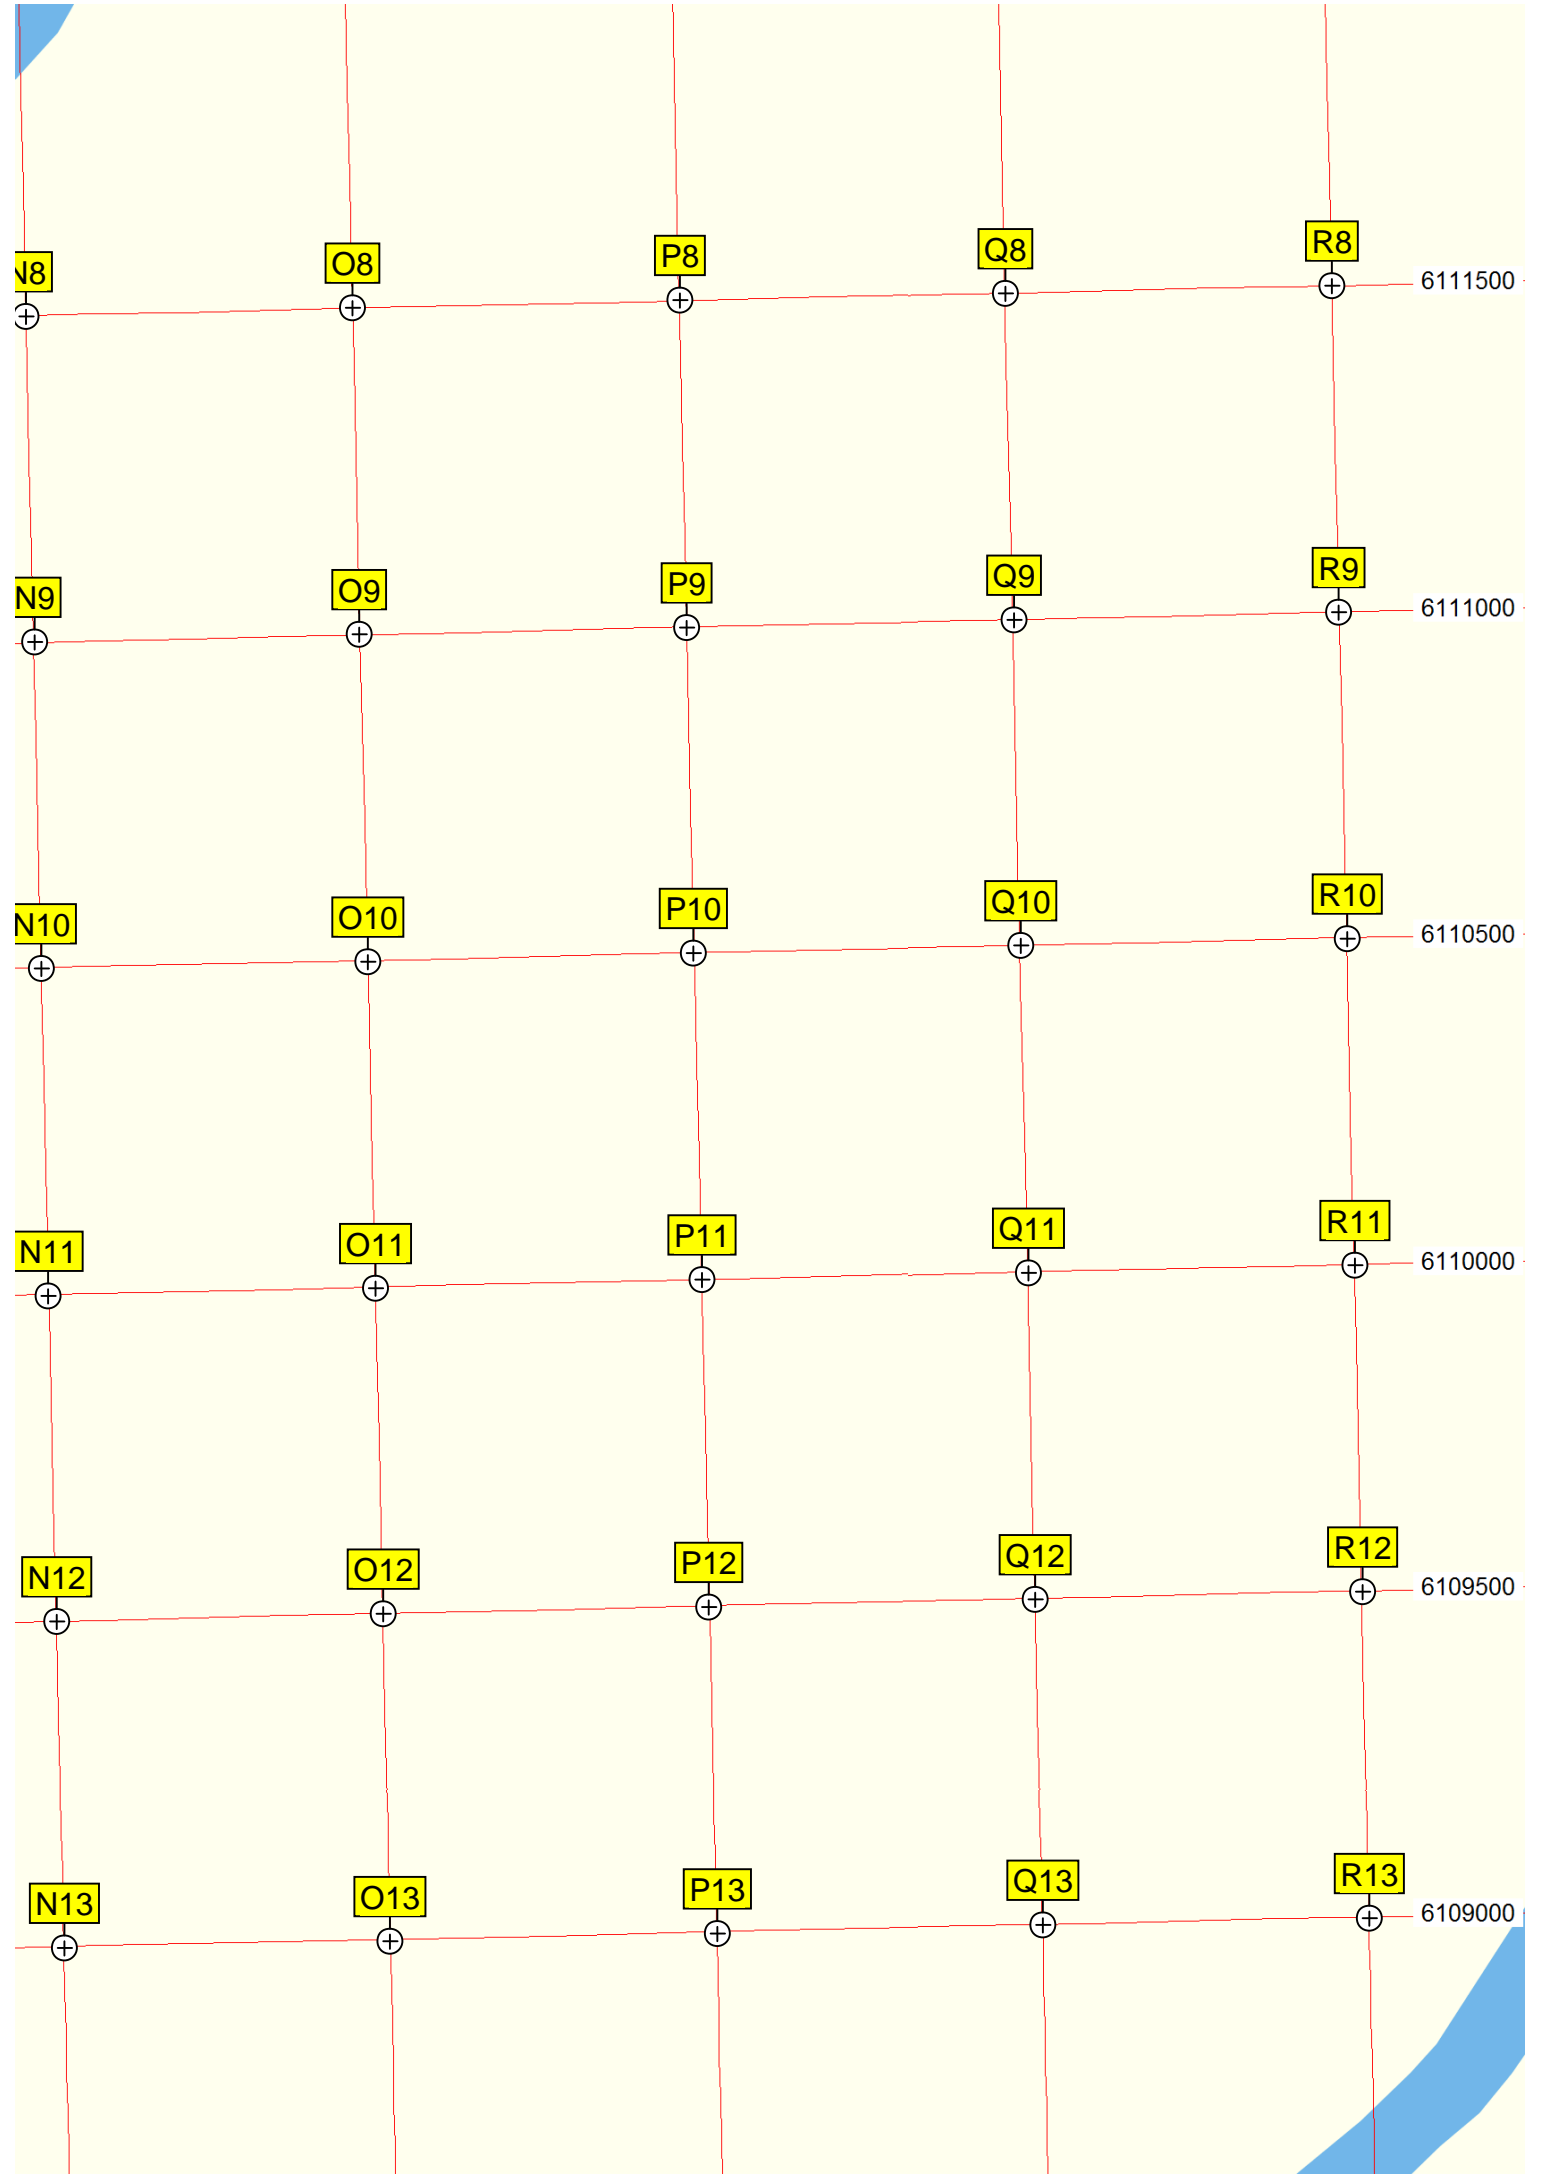 N8 O8 P8 Q8 R8 6111500
N9 O9 P9 Q9 R9 6111000
N10 O10 P10 Q10 R10 6110500
N11 O11 P11 Q11 R11 6110000
N12 O12 P12 Q12 R12 6109500
N13 O13 P13 Q13 R13 6109000